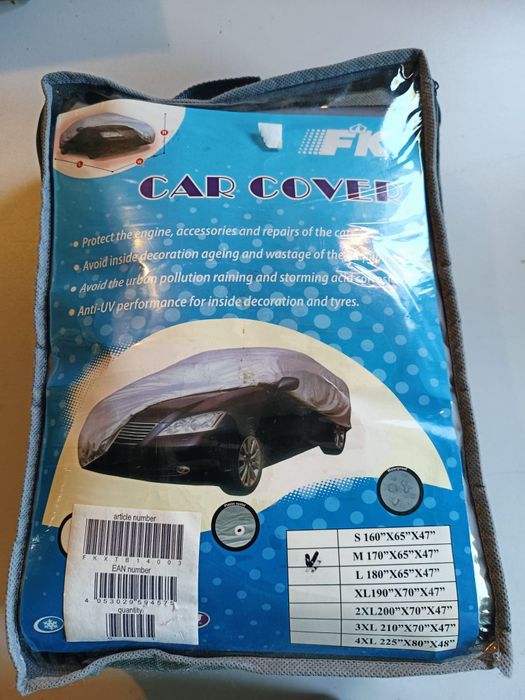 H
L
W
FK
CAR COVER
• Protect the engine, accessories and repairs of the car
• Avoid inside decoration ageing and wastage of the
• Avoid the urban pollution raining and storming acid
• Anti-UV performance for inside decoration and tyres.
article number
FKXTB14003
EAN number
4053029594575
quantity
S 160”X65”X47”
M 170”X65”X47”
L 180”X65”X47”
XL190”X70”X47”
2XL200”X70”X47”
3XL 210”X70”X47”
4XL 225”X80”X48”